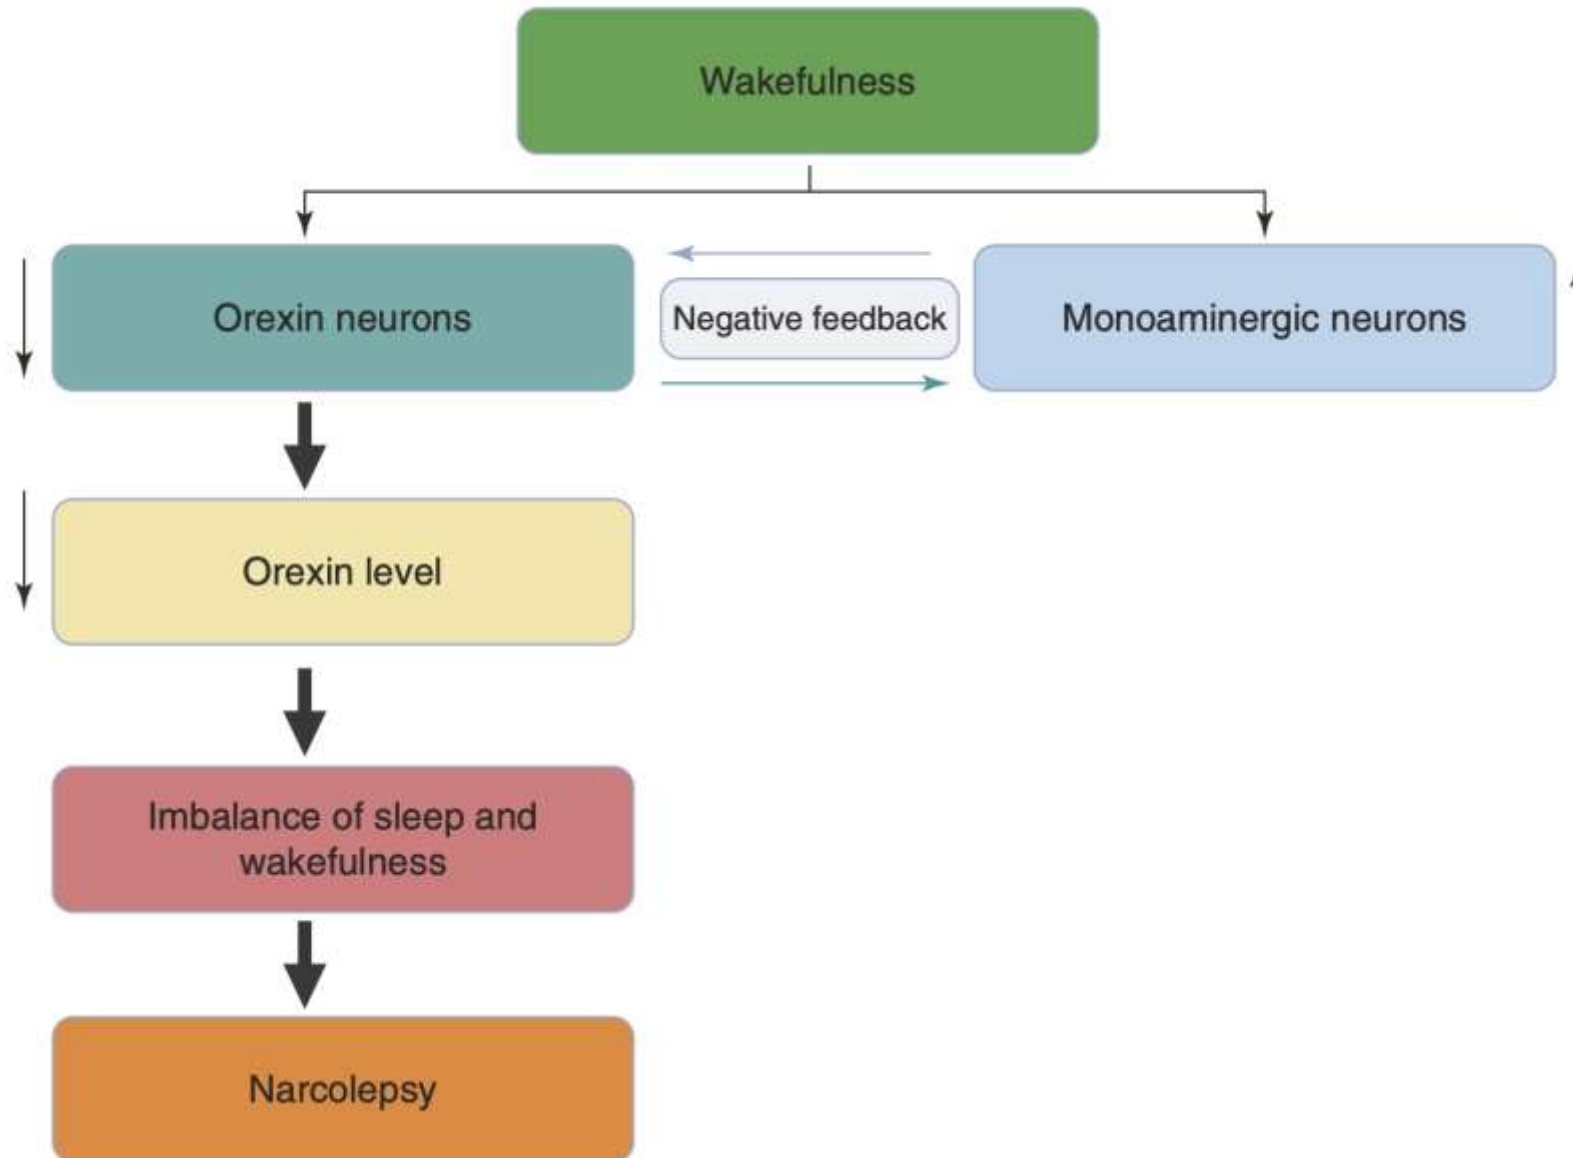 Wakefulness
Orexin neurons
Negative feedback
Monoaminergic neurons
Orexin level
Imbalance of sleep and
wakefulness
Narcolepsy